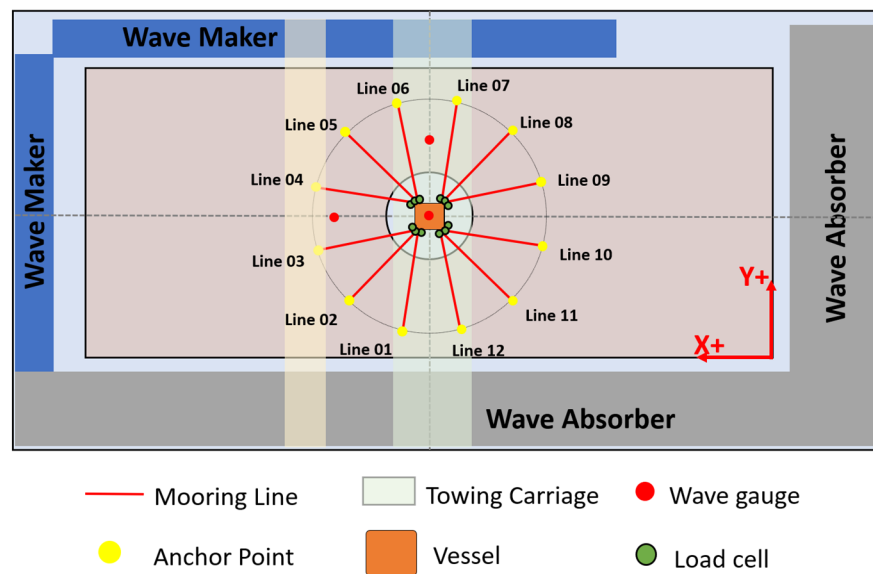 Wave Maker
Line 06
Line 07
Line 05
Line 08
Line 04
Line 09
Wave Maker
Wave Absorber
Line 03
Line 10
Y+
Line 02
Line 11
X+
Line 01
Line 12
Wave Absorber
Mooring Line
Towing Carriage
Wave gauge
Anchor Point
Vessel
Load cell